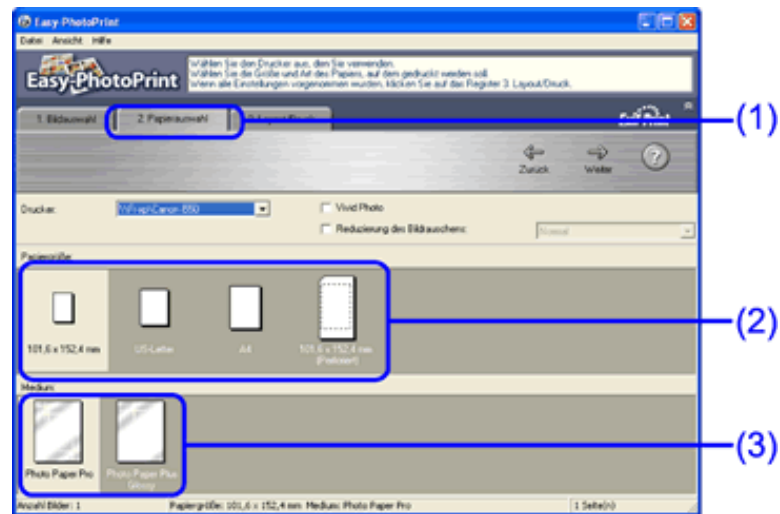 Easy-PhotoPrint
Datei Ansicht Hilfe
Easy-PhotoPrint
Wählen Sie den Drucker aus, den Sie verwenden.
Wählen Sie die Größe und Art des Papiers, auf dem gedruckt werden soll.
Wenn alle Einstellungen vorgenommen wurden, klicken Sie auf das Register 3. Layout/Druck.
1. Bildauswahl 2. Papierauswahl 3. Layout/Druck
(1)
Zurück Weiter ?
Drucker: Canon Vivid Photo
Reduzierung des Bildrauschens: Normal
Papiergröße:
101,6 x 152,4 mm US-Letter A4 101,6 x 152,4 mm
(Perforiert)
(2)
Medium:
Photo Paper Pro Photo Paper Plus
Glossy
(3)
Anzahl Bilder: 1 Papiergröße: 101,6 x 152,4 mm Medium: Photo Paper Pro 1 Seite(n)